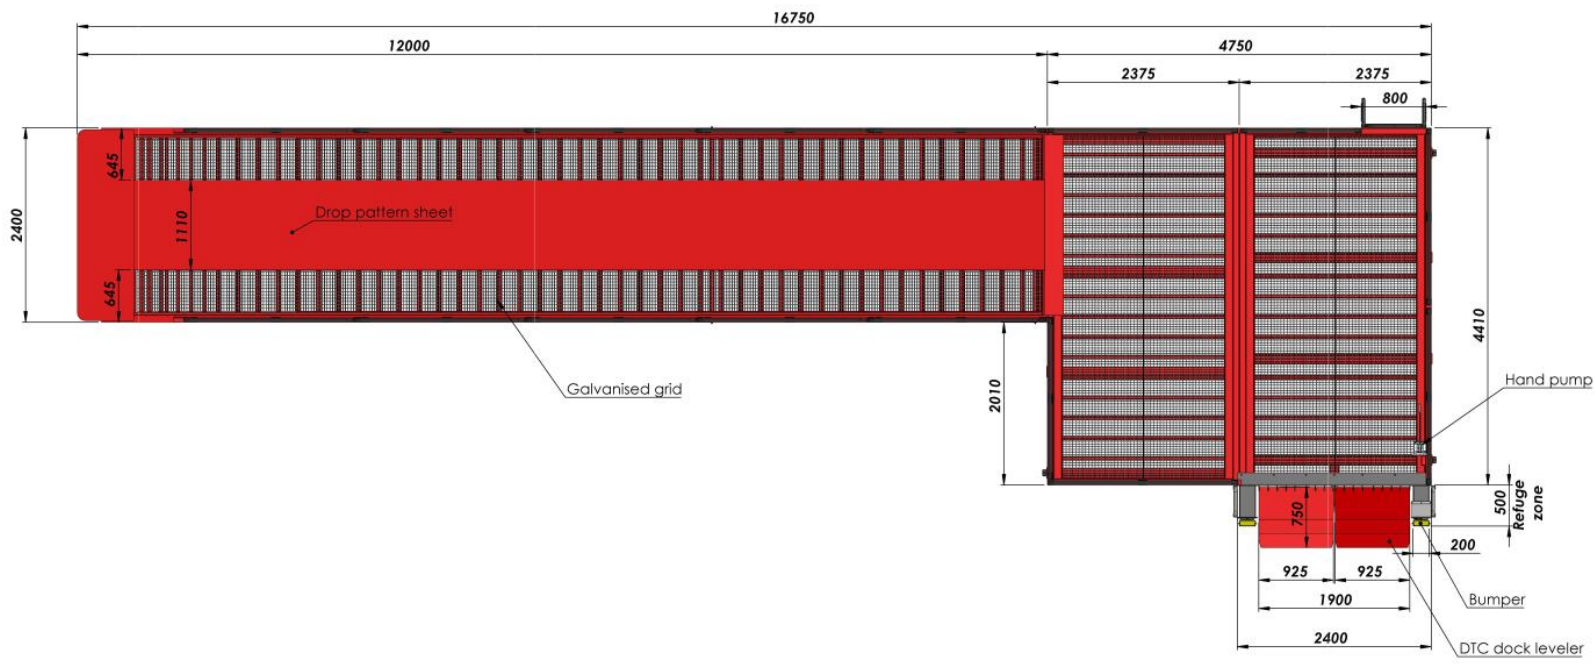 16750
12000
4750
2375
2375
800
645
2400
1110
Drop pattern sheet
645
4410
2010
Galvanised grid
Hand pump
750
500
Refuge
zone
200
925
925
1900
Bumper
2400
DTC dock leveler